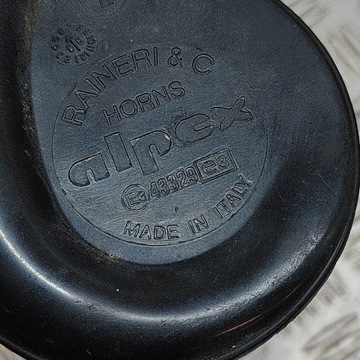 RAINERI & C
HORNS
alpex
E3 43329 e3
MADE IN ITALY